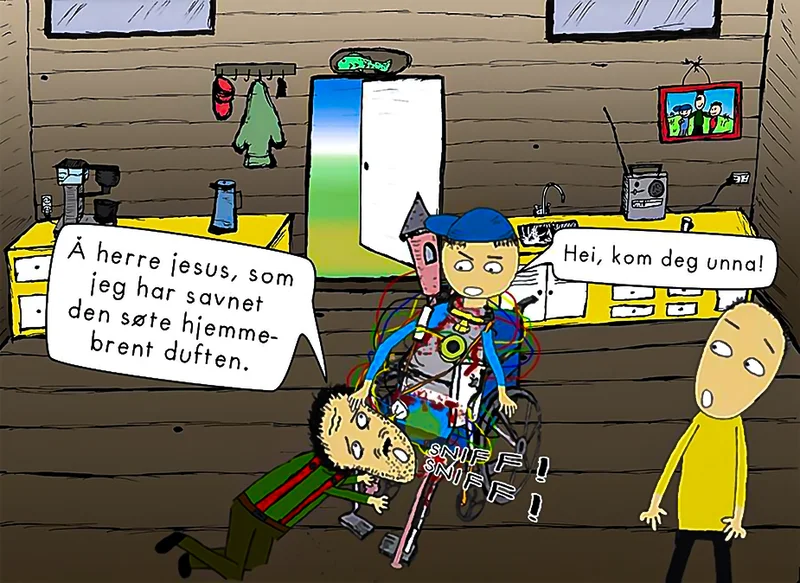 Å herre jesus, som
jeg har savnet
den søte hjemme-
brent duften.
Hei, kom deg unna!
SNIFF!
SNIFF!